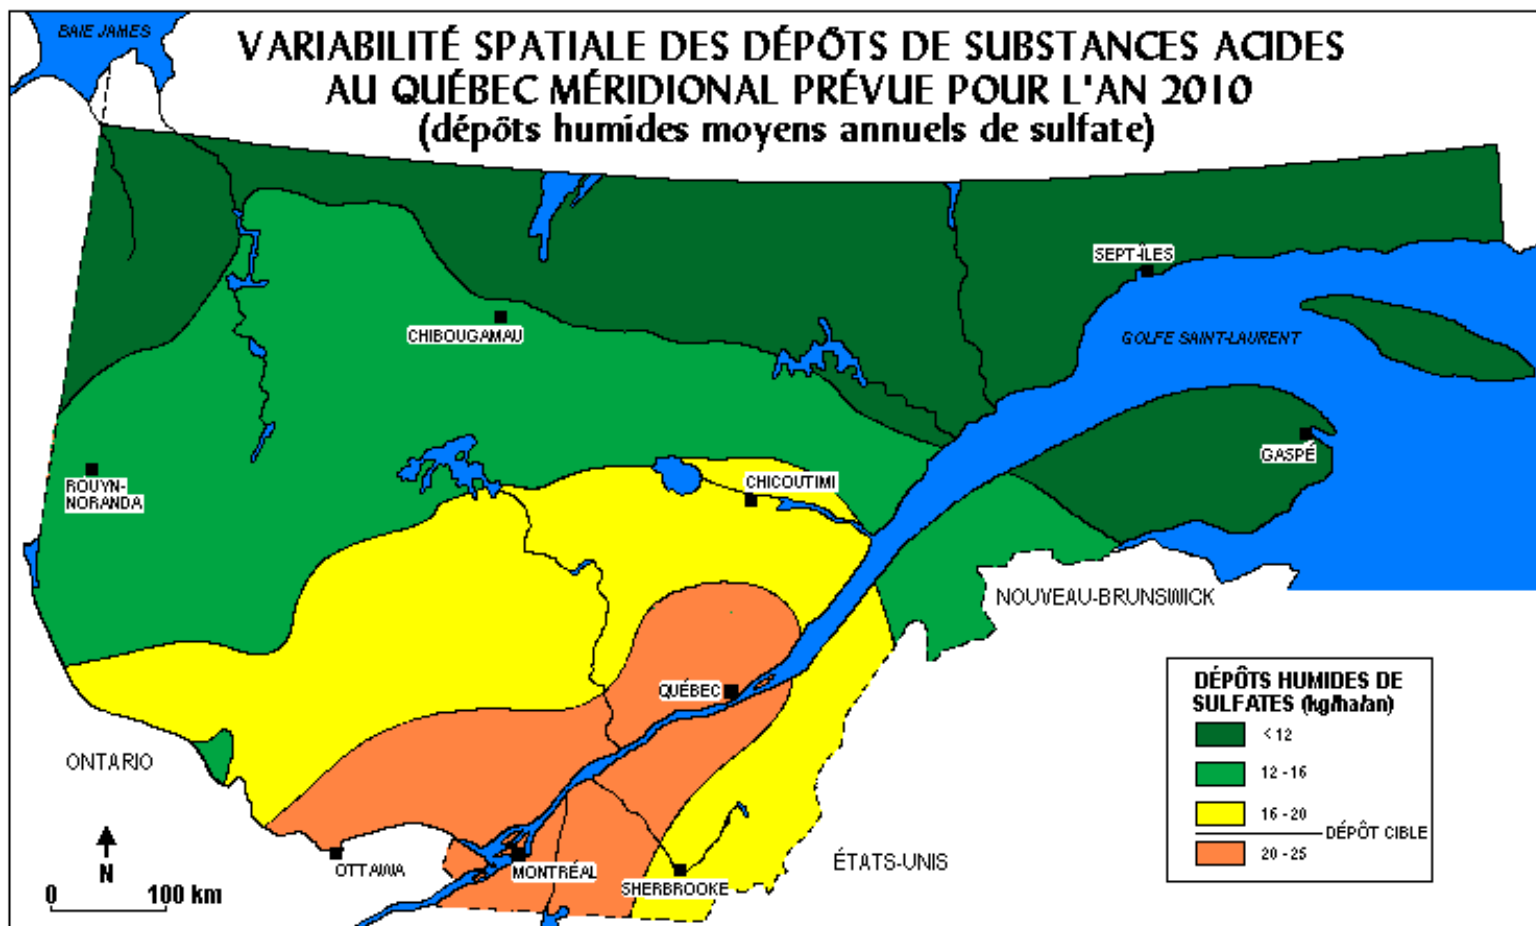 BAIE JAMES
VARIABILITÉ SPATIALE DES DÉPÔTS DE SUBSTANCES ACIDES
AU QUÉBEC MÉRIDIONAL PRÉVUE POUR L'AN 2010
(dépôts humides moyens annuels de sulfate)
SEPT-ÎLES
CHIBOUGAMAU
GOLFE SAINT-LAURENT
GASPÉ
ROUYN-
NORANDA
CHICOUTIMI
NOUVEAU-BRUNSWICK
QUÉBEC
ONTARIO
OTTAWA
MONTRÉAL
SHERBROOKE
ÉTATS-UNIS
N
0 100 km
DÉPÔTS HUMIDES DE
SULFATES (kg/ha/an)
< 12
12 - 16
16 - 20
DÉPÔT CIBLE
20 - 25